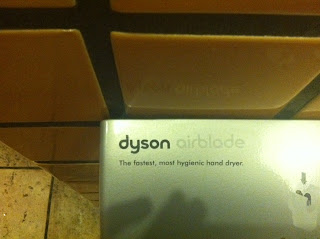 dyson airblade
The fastest, most hygienic hand dryer.